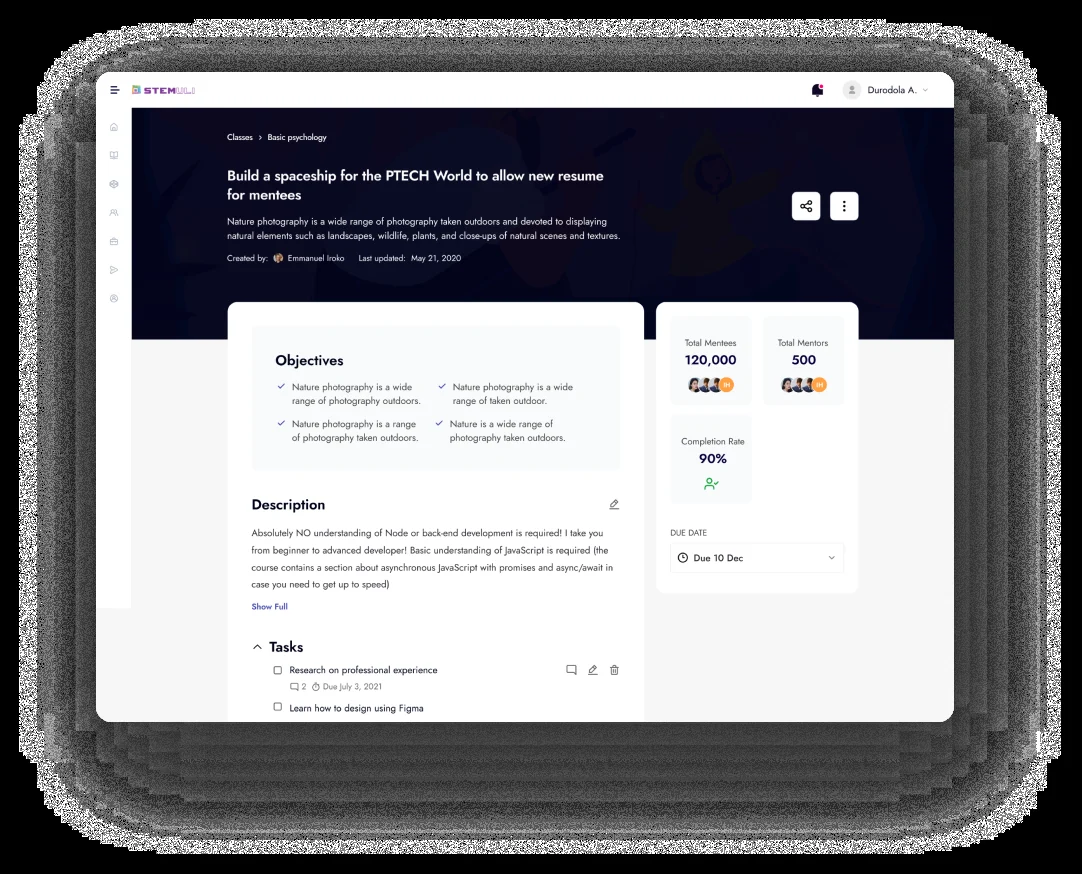 STEMULI
Durodola A.
Classes > Basic psychology
Build a spaceship for the PTECH World to allow new resume
for mentees
Nature photography is a wide range of photography taken outdoors and devoted to displaying
natural elements such as landscapes, wildlife, plants, and close-ups of natural scenes and textures.
Created by: Emmanuel Iroko Last updated: May 21, 2020
Objectives
Nature photography is a wide
range of photography outdoors.
Nature photography is a wide
range of taken outdoor.
Nature photography is a range
of photography taken outdoors.
Nature is a wide range of
photography taken outdoors.
Description
Absolutely NO understanding of Node or back-end development is required! I take you
from beginner to advanced developer! Basic understanding of JavaScript is required (the
course contains a section about asynchronous JavaScript with promises and async/await in
case you need to get up to speed)
Show Full
Tasks
Research on professional experience
2 Due July 3, 2021
Learn how to design using Figma
Total Mentees
120,000
IH
Total Mentors
500
IH
Completion Rate
90%
DUE DATE
Due 10 Dec